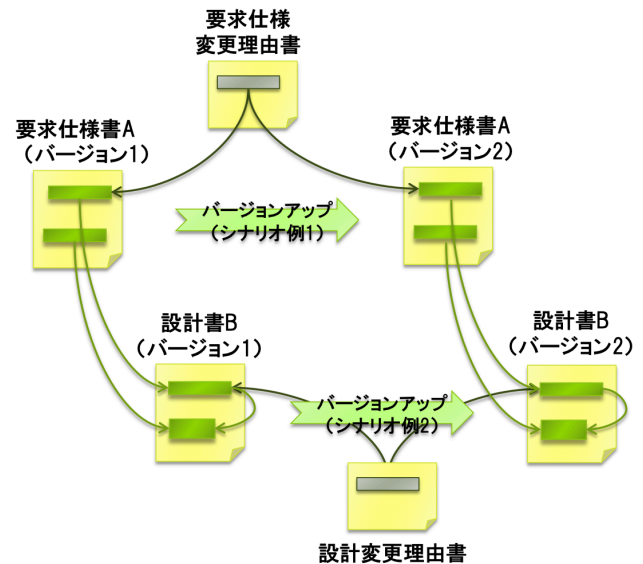 要求仕様
変更理由書
要求仕様書A
（バージョン1）
要求仕様書A
（バージョン2）
バージョンアップ
（シナリオ例1）
設計書B
（バージョン1）
設計書B
（バージョン2）
バージョンアップ
（シナリオ例2）
設計変更理由書